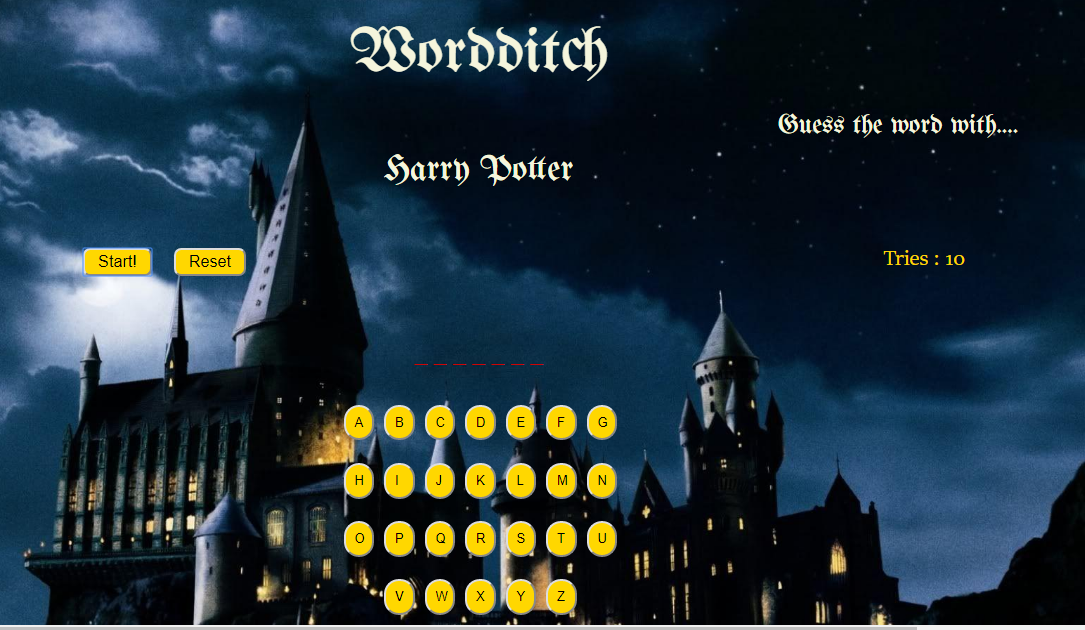 Wordditch
Guess the word with....
Harry Potter
Start! Reset
Tries : 10
_ _ _ _ _ _ _
A B C D E F G
H I J K L M N
O P Q R S T U
V W X Y Z